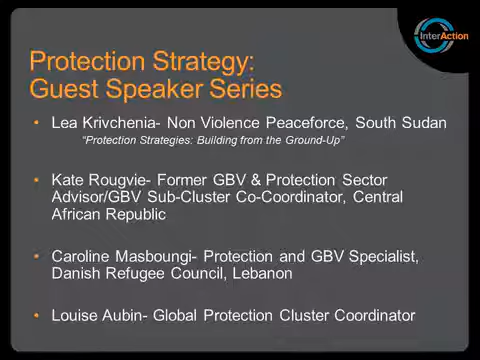 InterAction
Protection Strategy:
Guest Speaker Series
• Lea Krivchenia- Non Violence Peaceforce, South Sudan
“Protection Strategies: Building from the Ground-Up”
• Kate Rougvie- Former GBV & Protection Sector
Advisor/GBV Sub-Cluster Co-Coordinator, Central
African Republic
• Caroline Masboungi- Protection and GBV Specialist,
Danish Refugee Council, Lebanon
• Louise Aubin- Global Protection Cluster Coordinator